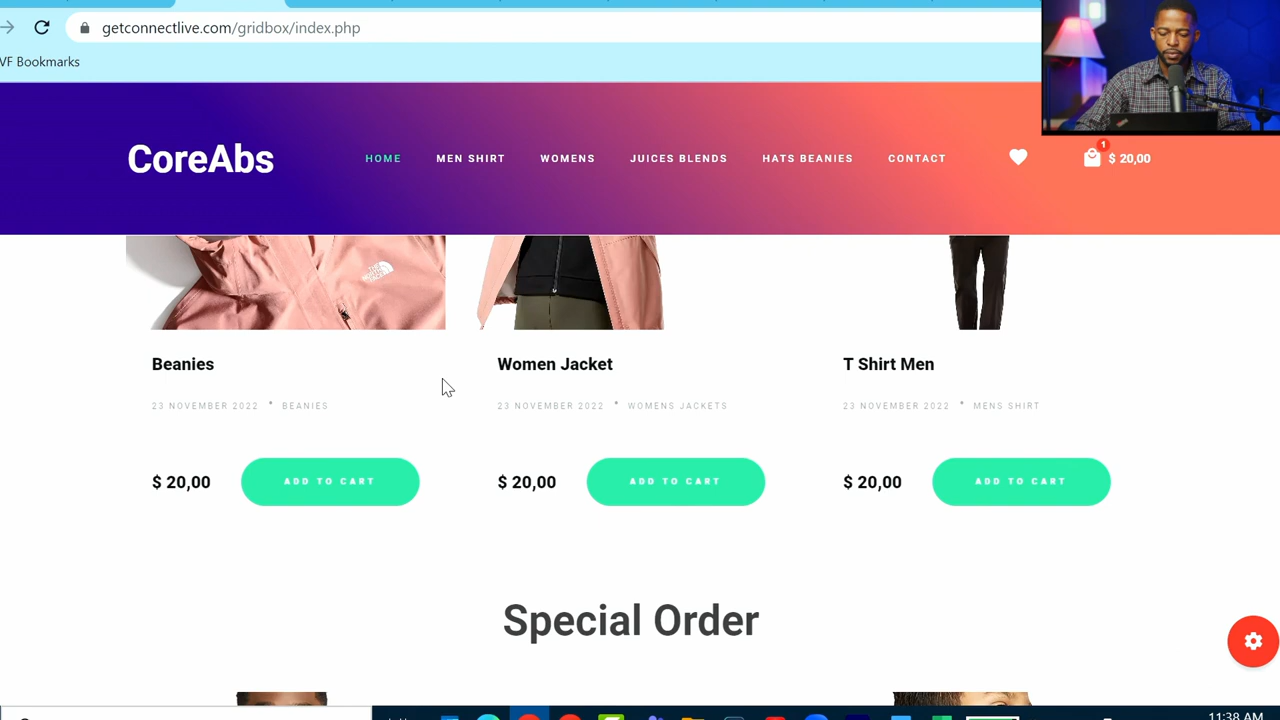 getconnectlive.com/gridbox/index.php
VF Bookmarks
CoreAbs
HOME MEN SHIRT WOMENS JUICES BLENDS HATS BEANIES CONTACT
1
$ 20,00
THE NORTH FACE
Beanies Women Jacket T Shirt Men
23 NOVEMBER 2022 • BEANIES 23 NOVEMBER 2022 • WOMENS JACKETS 23 NOVEMBER 2022 • MENS SHIRT
$ 20,00 ADD TO CART $ 20,00 ADD TO CART $ 20,00 ADD TO CART
Special Order
11:38 AM